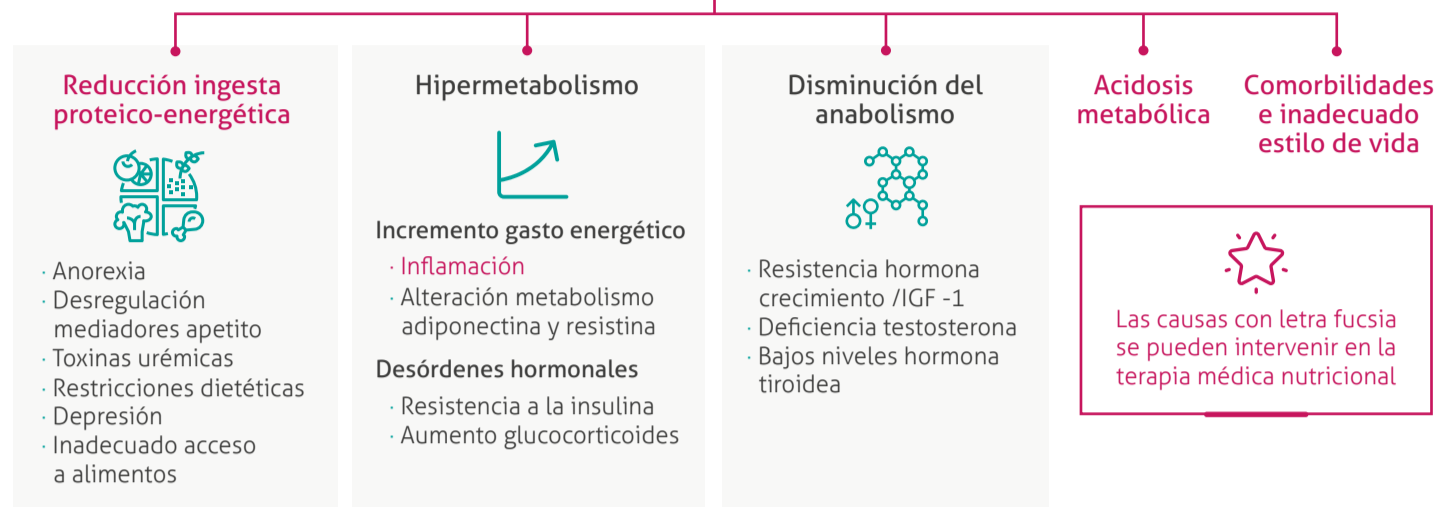 Reducción ingesta
proteico-energética
· Anorexia
· Desregulación
mediadores apetito
· Toxinas urémicas
· Restricciones dietéticas
· Depresión
· Inadecuado acceso
a alimentos
Hipermetabolismo
Incremento gasto energético
· Inflamación
· Alteración metabolismo
adiponectina y resistina
Desórdenes hormonales
· Resistencia a la insulina
· Aumento glucocorticoides
Disminución del
anabolismo
· Resistencia hormona
crecimiento /IGF -1
· Deficiencia testosterona
· Bajos niveles hormona
tiroidea
Acidosis
metabólica
Comorbilidades
e inadecuado
estilo de vida
Las causas con letra fucsia
se pueden intervenir en la
terapia médica nutricional